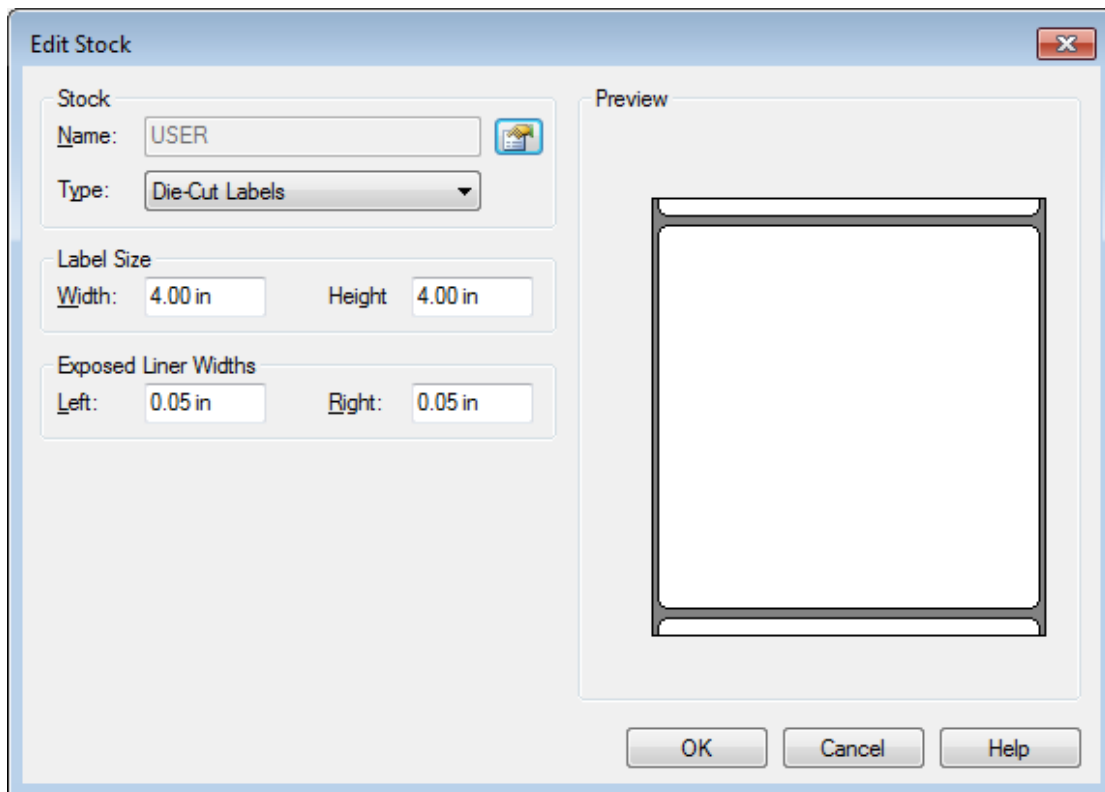 Edit Stock
Stock
Name: USER
Type: Die-Cut Labels
Label Size
Width: 4.00 in Height 4.00 in
Exposed Liner Widths
Left: 0.05 in Right: 0.05 in
Preview
OK Cancel Help